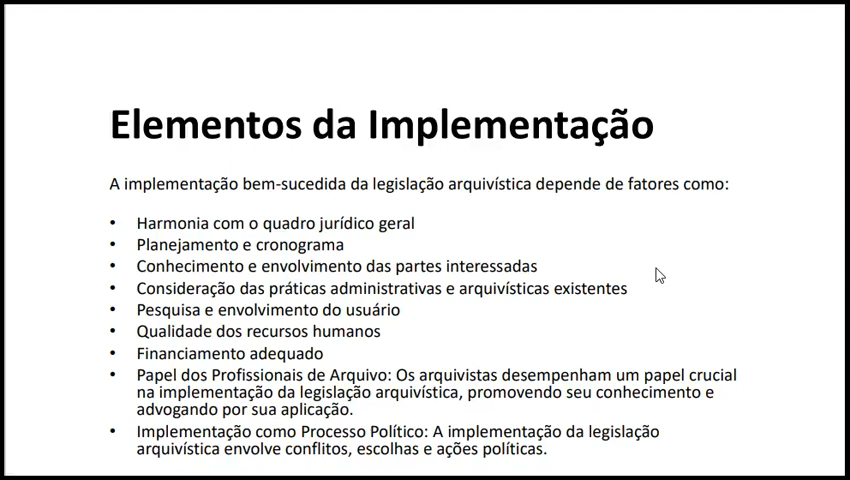 Elementos da Implementação
A implementação bem-sucedida da legislação arquivística depende de fatores como:
• Harmonia com o quadro jurídico geral
• Planejamento e cronograma
• Conhecimento e envolvimento das partes interessadas
• Consideração das práticas administrativas e arquivísticas existentes
• Pesquisa e envolvimento do usuário
• Qualidade dos recursos humanos
• Financiamento adequado
• Papel dos Profissionais de Arquivo: Os arquivistas desempenham um papel crucial
na implementação da legislação arquivística, promovendo seu conhecimento e
advogando por sua aplicação.
• Implementação como Processo Político: A implementação da legislação
arquivística envolve conflitos, escolhas e ações políticas.